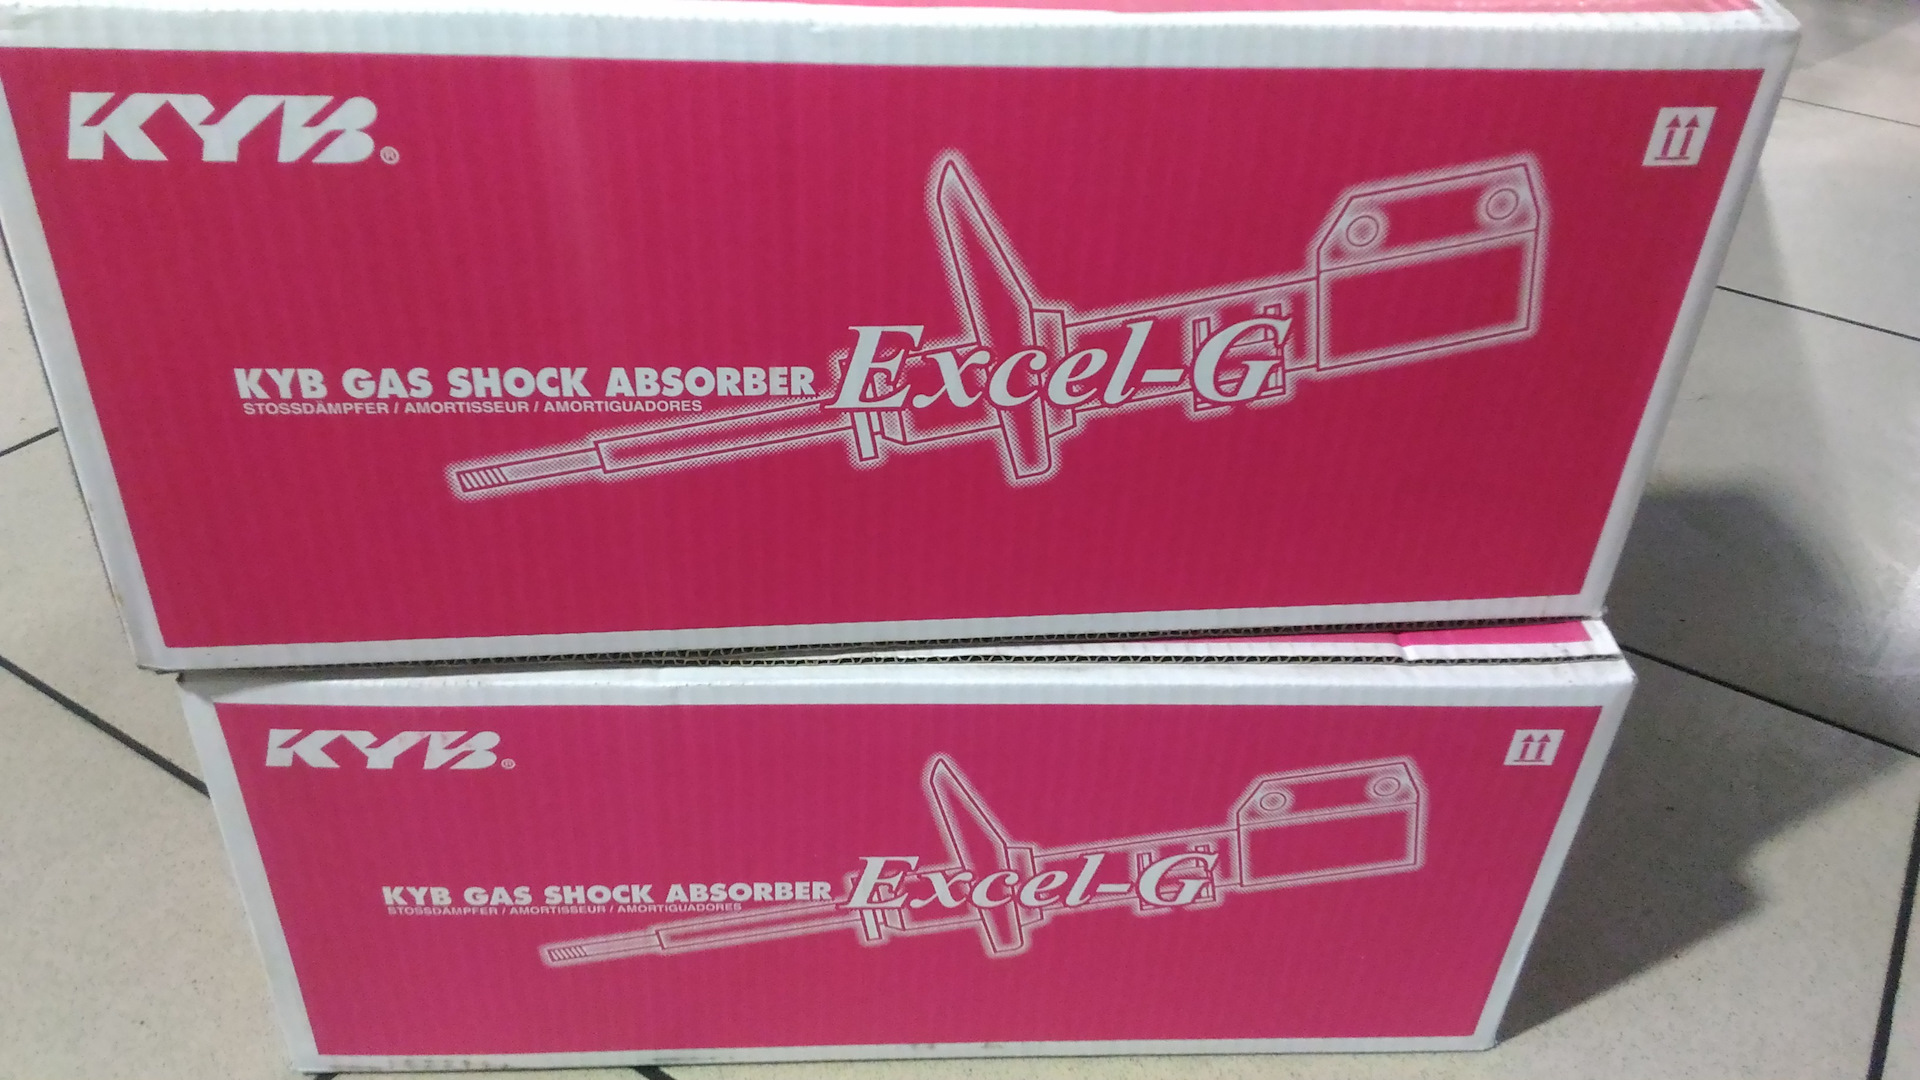 KYB®
KYB GAS SHOCK ABSORBER Excel-G
STOSSDÄMPFER / AMORTISSEUR / AMORTIGUADORES
KYB®
KYB GAS SHOCK ABSORBER Excel-G
STOSSDÄMPFER / AMORTISSEUR / AMORTIGUADORES